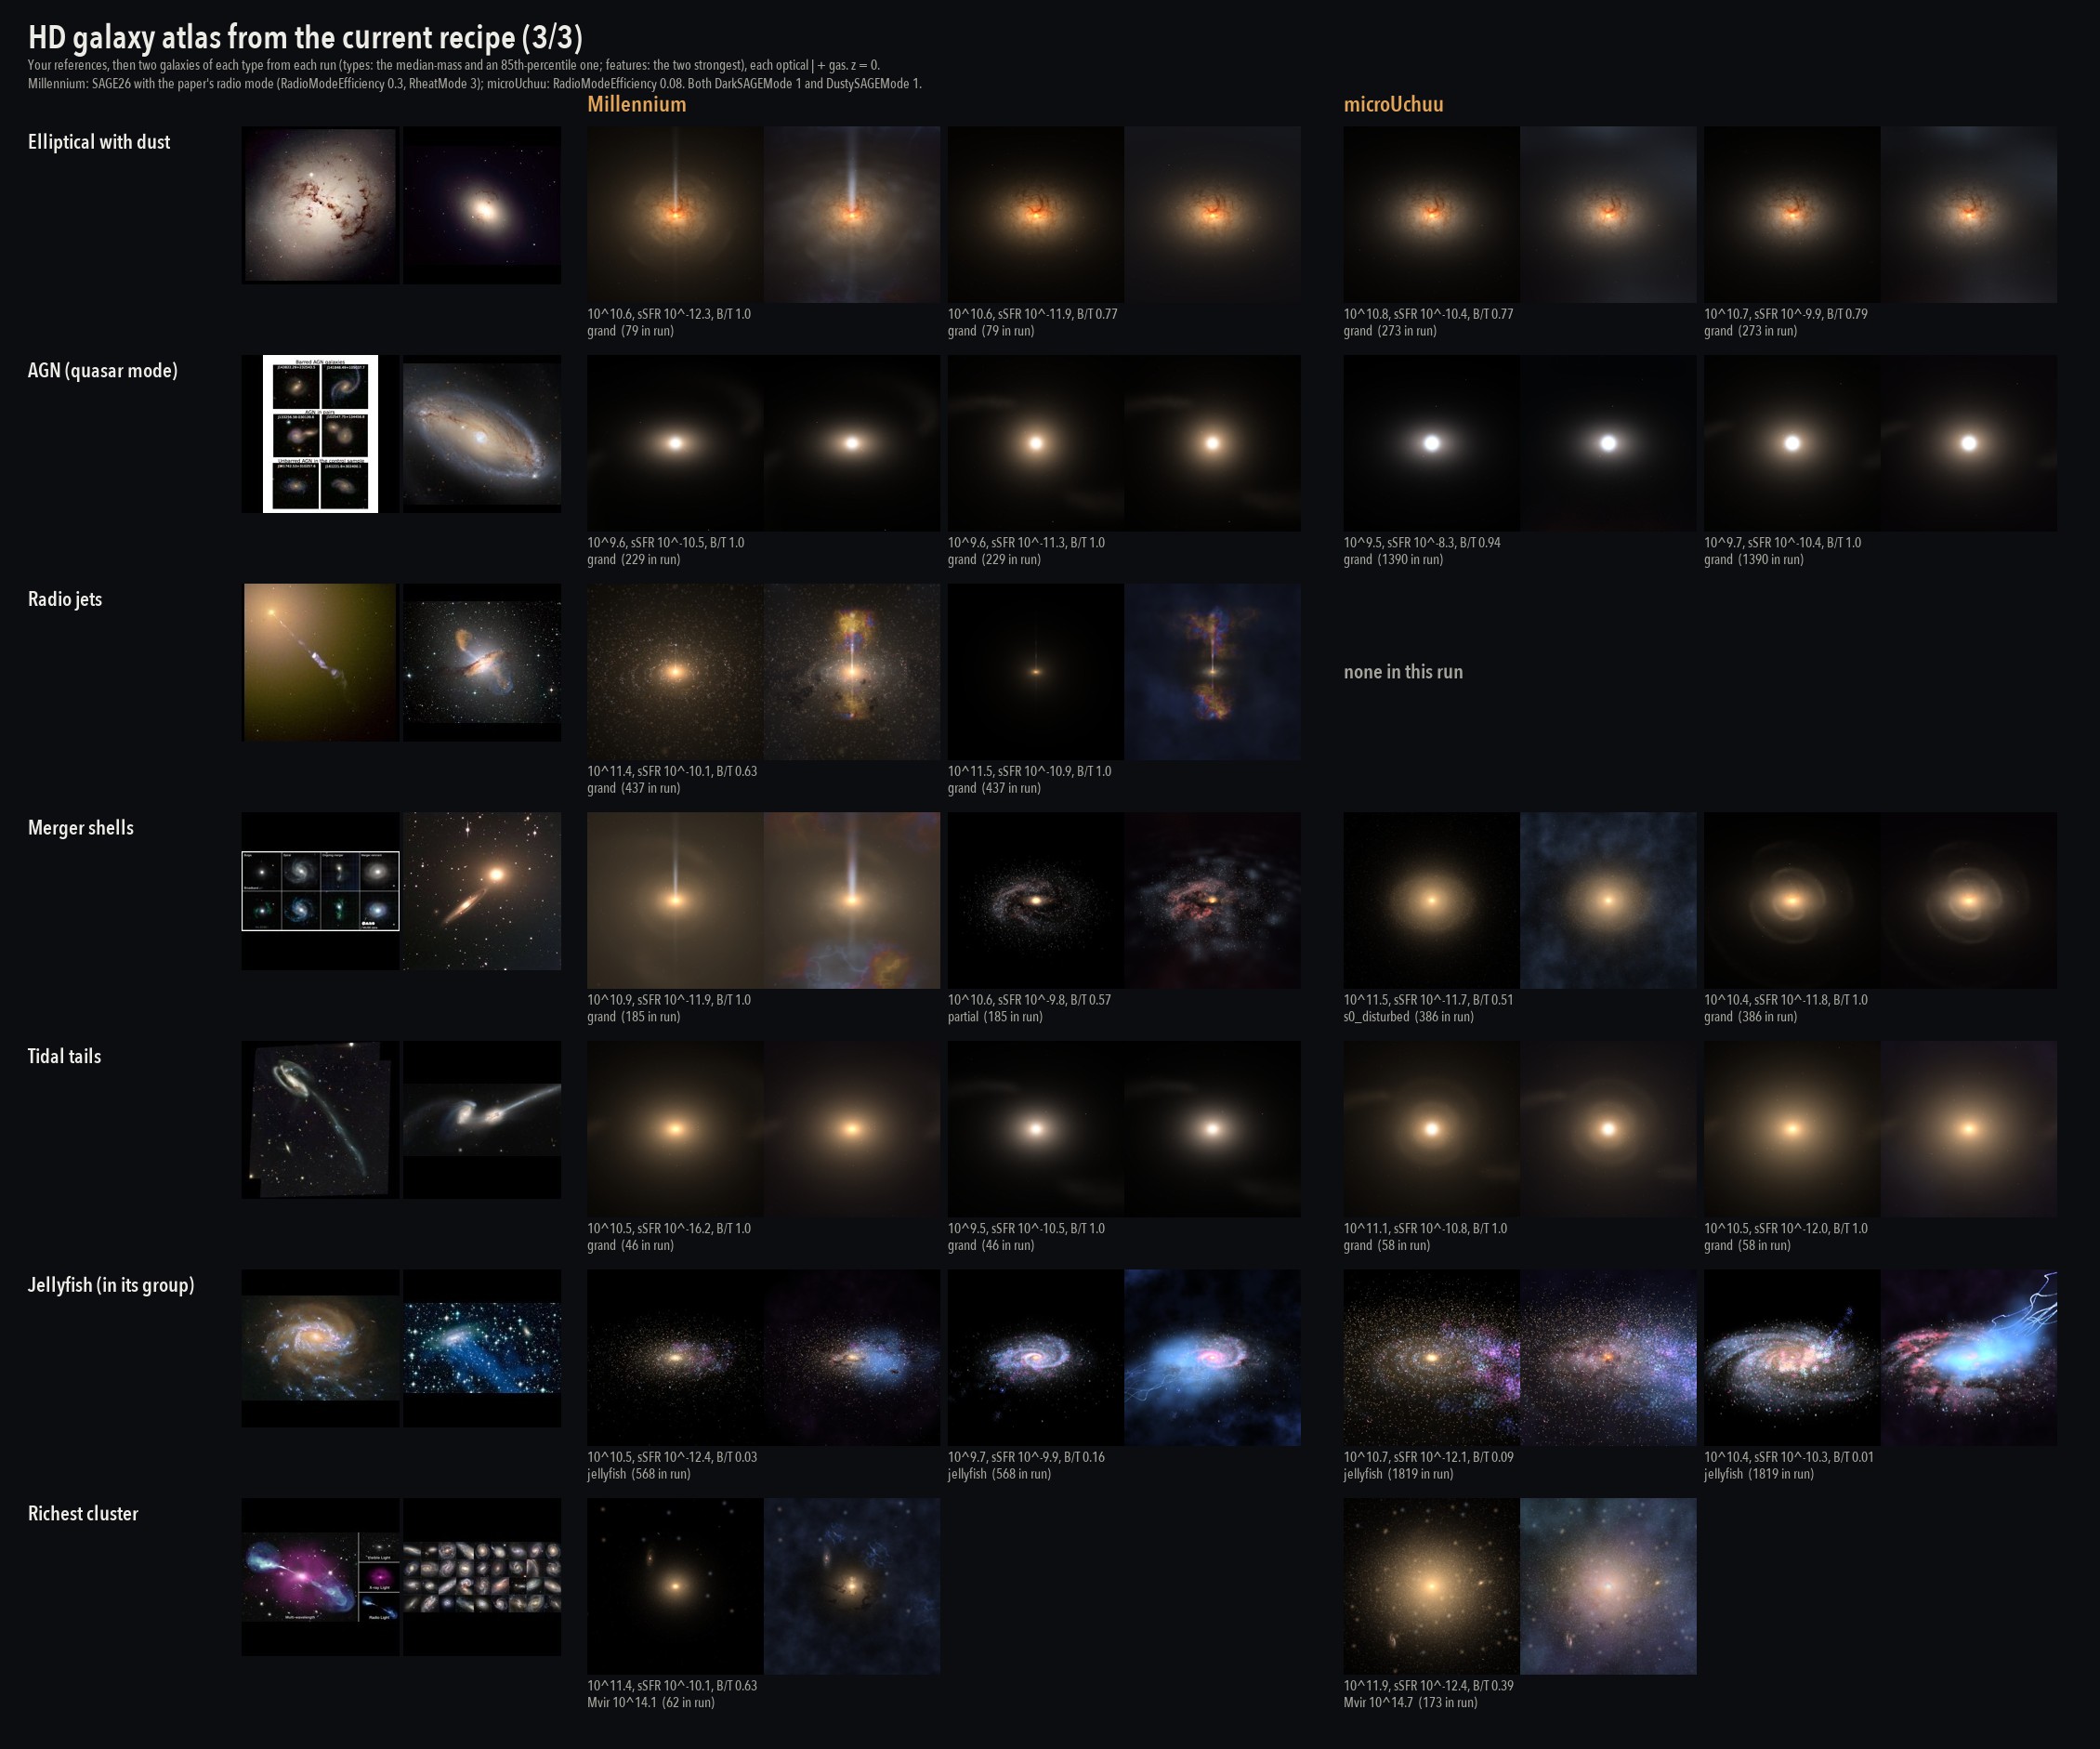 HD galaxy atlas from the current recipe (3/3)
Your references, then two galaxies of each type from each run (types: the median-mass and an 85th-percentile one; features: the two strongest), each optical | + gas. z = 0.
Millennium: SAGE26 with the paper's radio mode (RadioModeEfficiency 0.3, RheatMode 3); microUchuu: RadioModeEfficiency 0.08. Both DarkSAGEMode 1 and DustySAGEMode 1.
Millennium
microUchuu
Elliptical with dust
10^10.6, sSFR 10^-12.3, B/T 1.0
grand (79 in run)
10^10.6, sSFR 10^-11.9, B/T 0.77
grand (79 in run)
10^10.8, sSFR 10^-10.4, B/T 0.77
grand (273 in run)
10^10.7, sSFR 10^-9.9, B/T 0.79
grand (273 in run)
AGN (quasar mode)
Barred AGN galaxies
AGN in pairs
Unbarred AGN in the control sample
10^9.6, sSFR 10^-10.5, B/T 1.0
grand (229 in run)
10^9.6, sSFR 10^-11.3, B/T 1.0
grand (229 in run)
10^9.5, sSFR 10^-8.3, B/T 0.94
grand (1390 in run)
10^9.7, sSFR 10^-10.4, B/T 1.0
grand (1390 in run)
Radio jets
10^11.4, sSFR 10^-10.1, B/T 0.63
grand (437 in run)
10^11.5, sSFR 10^-10.9, B/T 1.0
grand (437 in run)
none in this run
Merger shells
10^10.9, sSFR 10^-11.9, B/T 1.0
grand (185 in run)
10^10.6, sSFR 10^-9.8, B/T 0.57
partial (185 in run)
10^11.5, sSFR 10^-11.7, B/T 0.51
s0_disturbed (386 in run)
10^10.4, sSFR 10^-11.8, B/T 1.0
grand (386 in run)
Tidal tails
10^10.5, sSFR 10^-16.2, B/T 1.0
grand (46 in run)
10^9.5, sSFR 10^-10.5, B/T 1.0
grand (46 in run)
10^11.1, sSFR 10^-10.8, B/T 1.0
grand (58 in run)
10^10.5, sSFR 10^-12.0, B/T 1.0
grand (58 in run)
Jellyfish (in its group)
10^10.5, sSFR 10^-12.4, B/T 0.03
jellyfish (568 in run)
10^9.7, sSFR 10^-9.9, B/T 0.16
jellyfish (568 in run)
10^10.7, sSFR 10^-12.1, B/T 0.09
jellyfish (1819 in run)
10^10.4, sSFR 10^-10.3, B/T 0.01
jellyfish (1819 in run)
Richest cluster
Visible Light
X-ray Light
Radio Light
Multi-wavelength
10^11.4, sSFR 10^-10.1, B/T 0.63
Mvir 10^14.1 (62 in run)
10^11.9, sSFR 10^-12.4, B/T 0.39
Mvir 10^14.7 (173 in run)